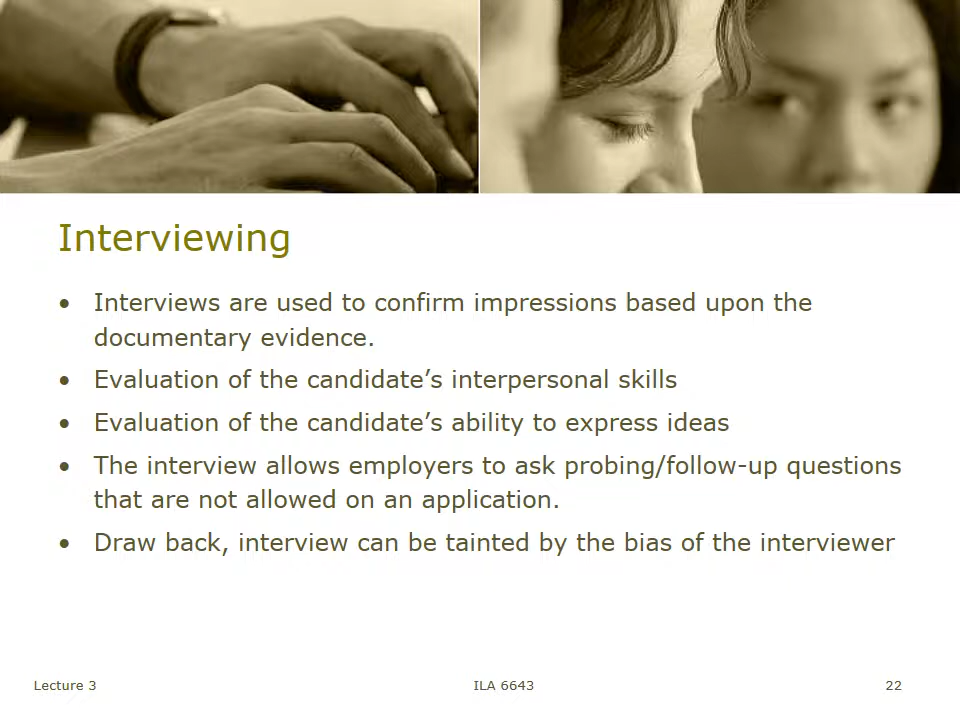 Interviewing
• Interviews are used to confirm impressions based upon the
documentary evidence.
• Evaluation of the candidate’s interpersonal skills
• Evaluation of the candidate’s ability to express ideas
• The interview allows employers to ask probing/follow-up questions
that are not allowed on an application.
• Draw back, interview can be tainted by the bias of the interviewer
Lecture 3
ILA 6643
22